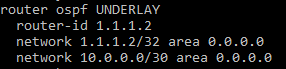 router ospf UNDERLAY
router-id 1.1.1.2
network 1.1.1.2/32 area 0.0.0.0
network 10.0.0.0/30 area 0.0.0.0